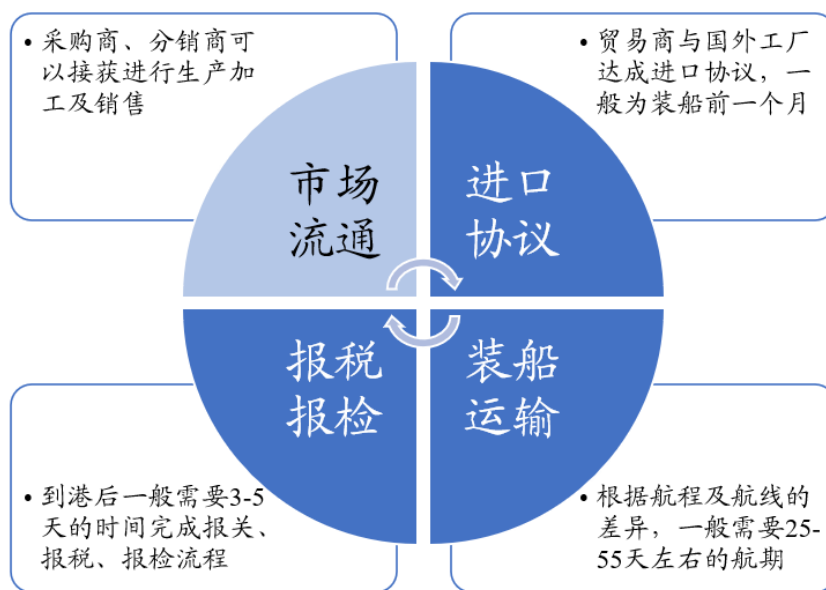 • 采购商、分销商可
以接获进行生产加
工及销售
• 贸易商与国外工厂
达成进口协议，一
般为装船前一个月
市场
流通
进口
协议
报税
报检
装船
运输
• 到港后一般需要3-5
天的时间完成报关、
报税、报检流程
• 根据航程及航线的
差异，一般需要25-
55天左右的航期